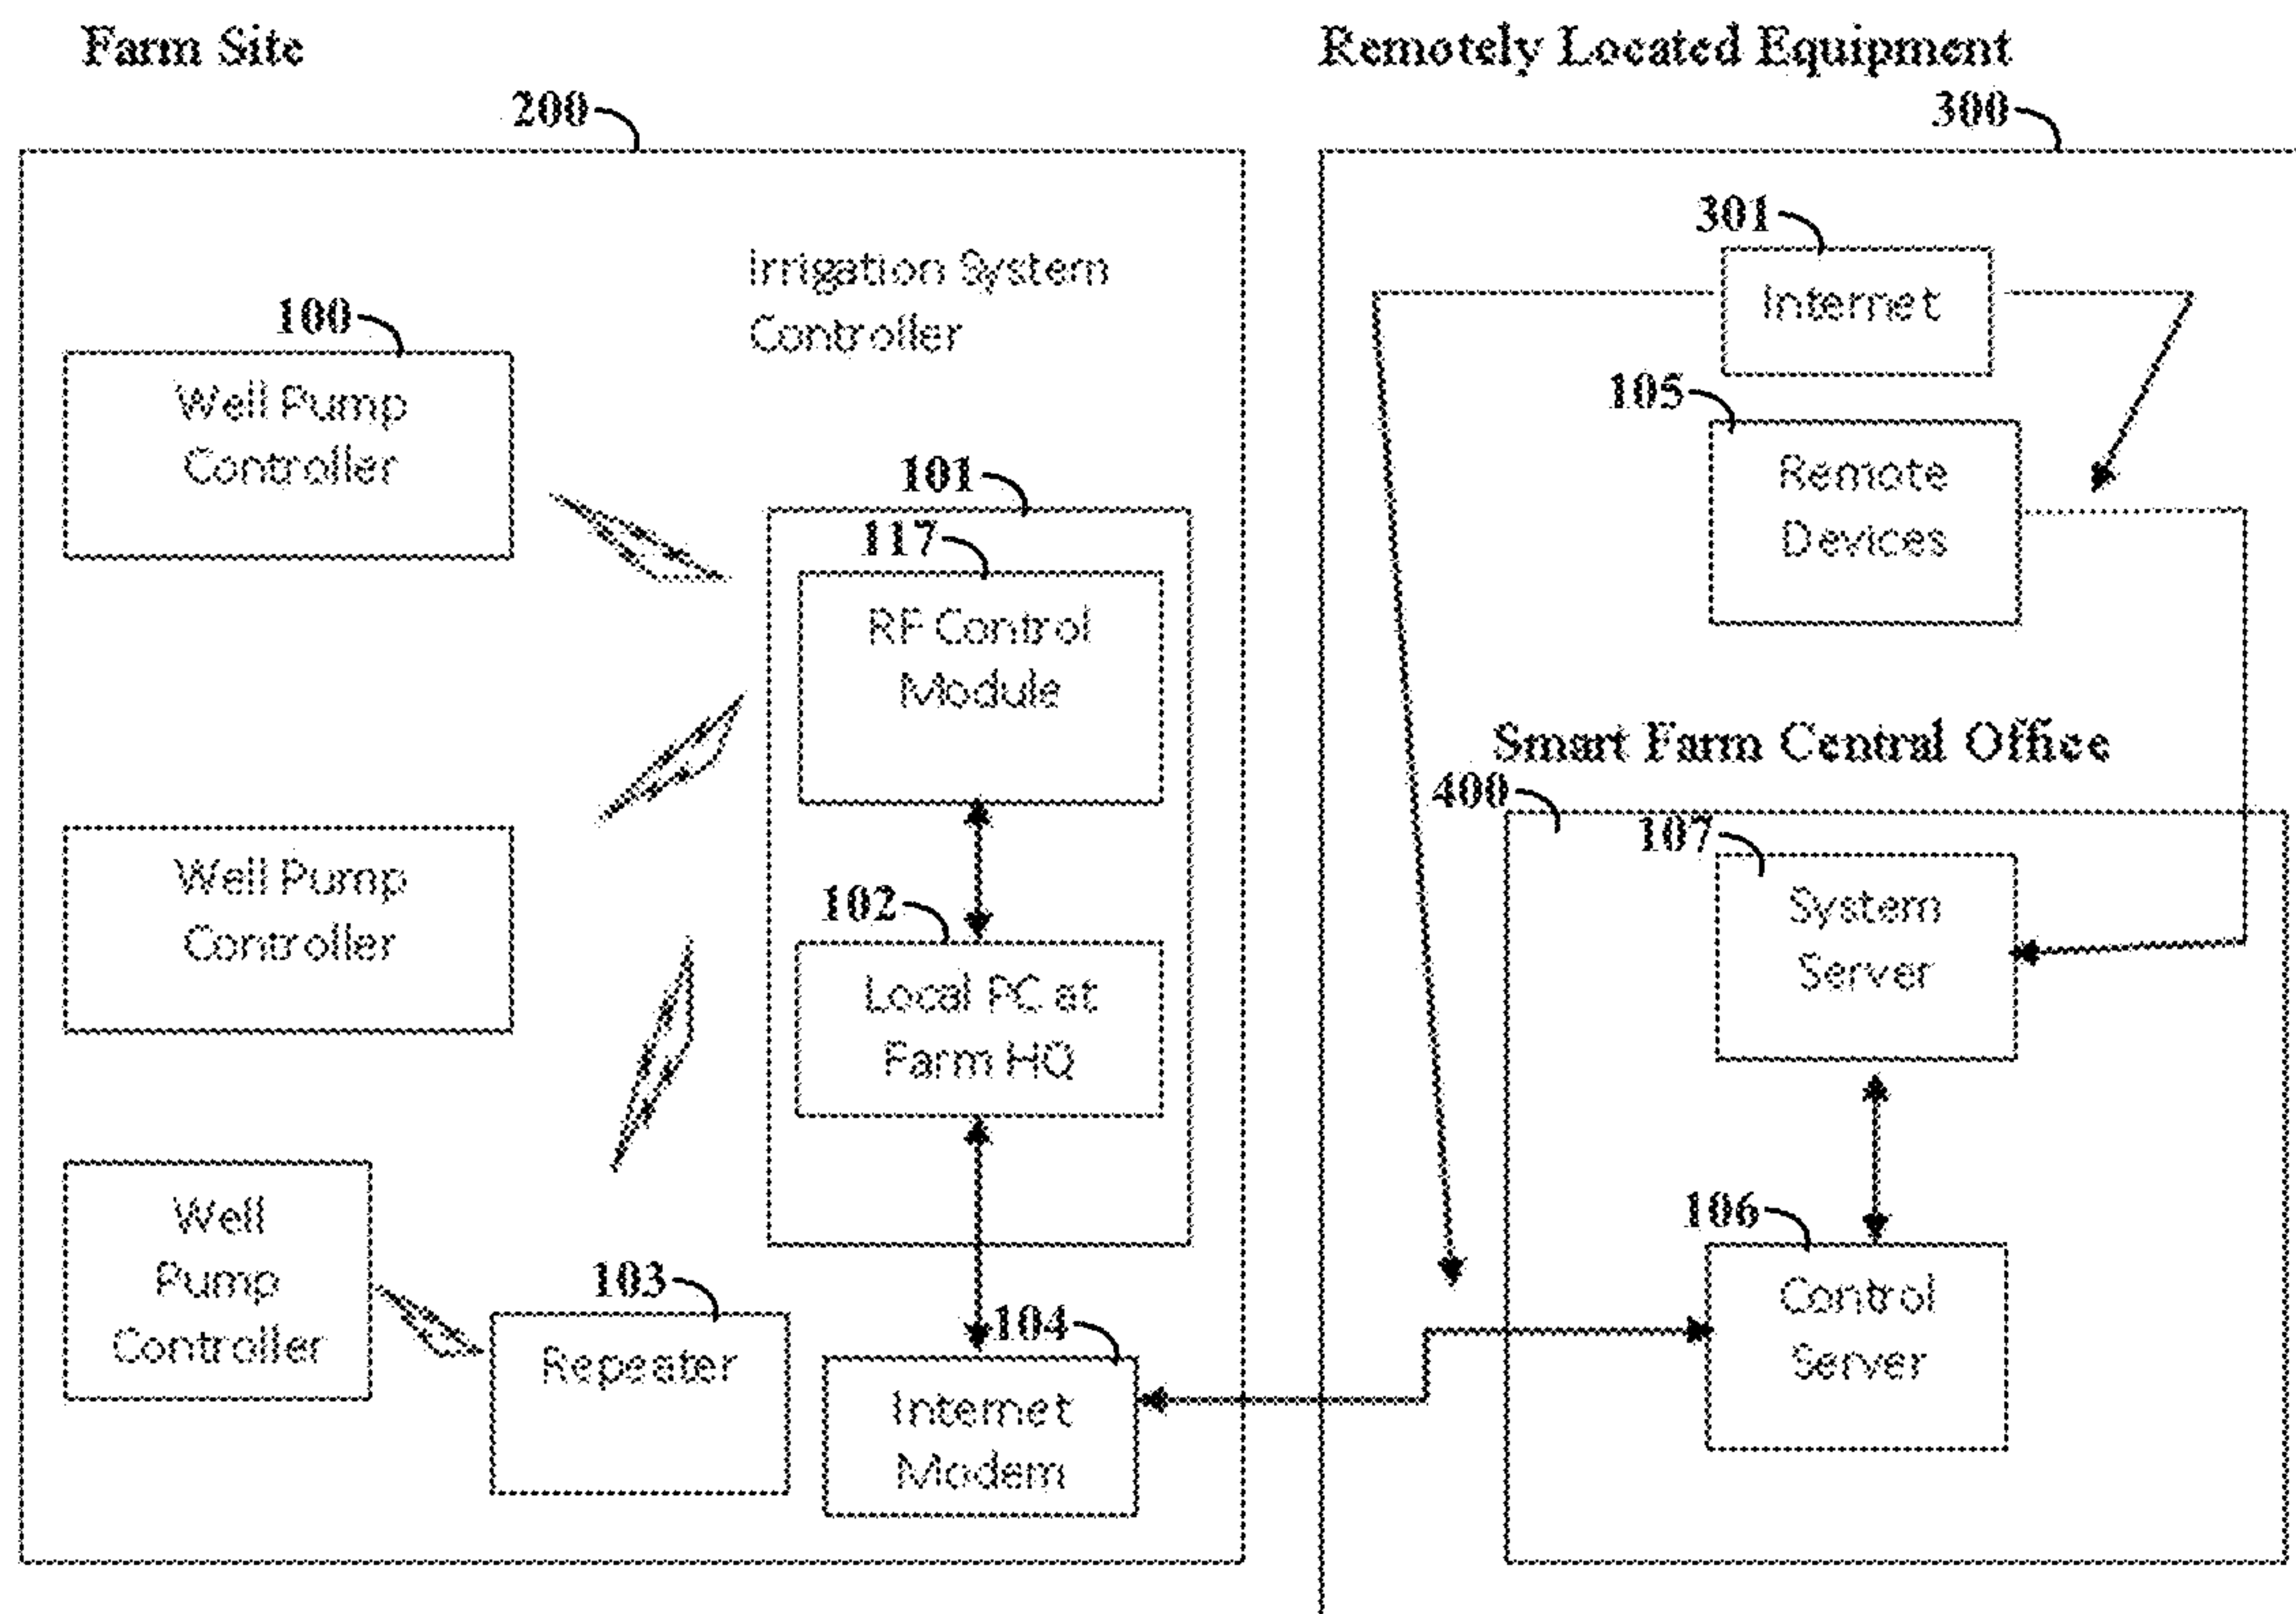 Farm Site
200
Irrigation System
Controller
100
Well Pump
Controller
101
117
RF Control
Module
Well Pump
Controller
102
Local PC at
Farm HQ
Well
Pump
Controller
103
Repeater
104
Internet
Modem
Remotely Located Equipment
300
301
Internet
105
Remote
Devices
Smart Farm Central Office
400
107
System
Server
106
Control
Server